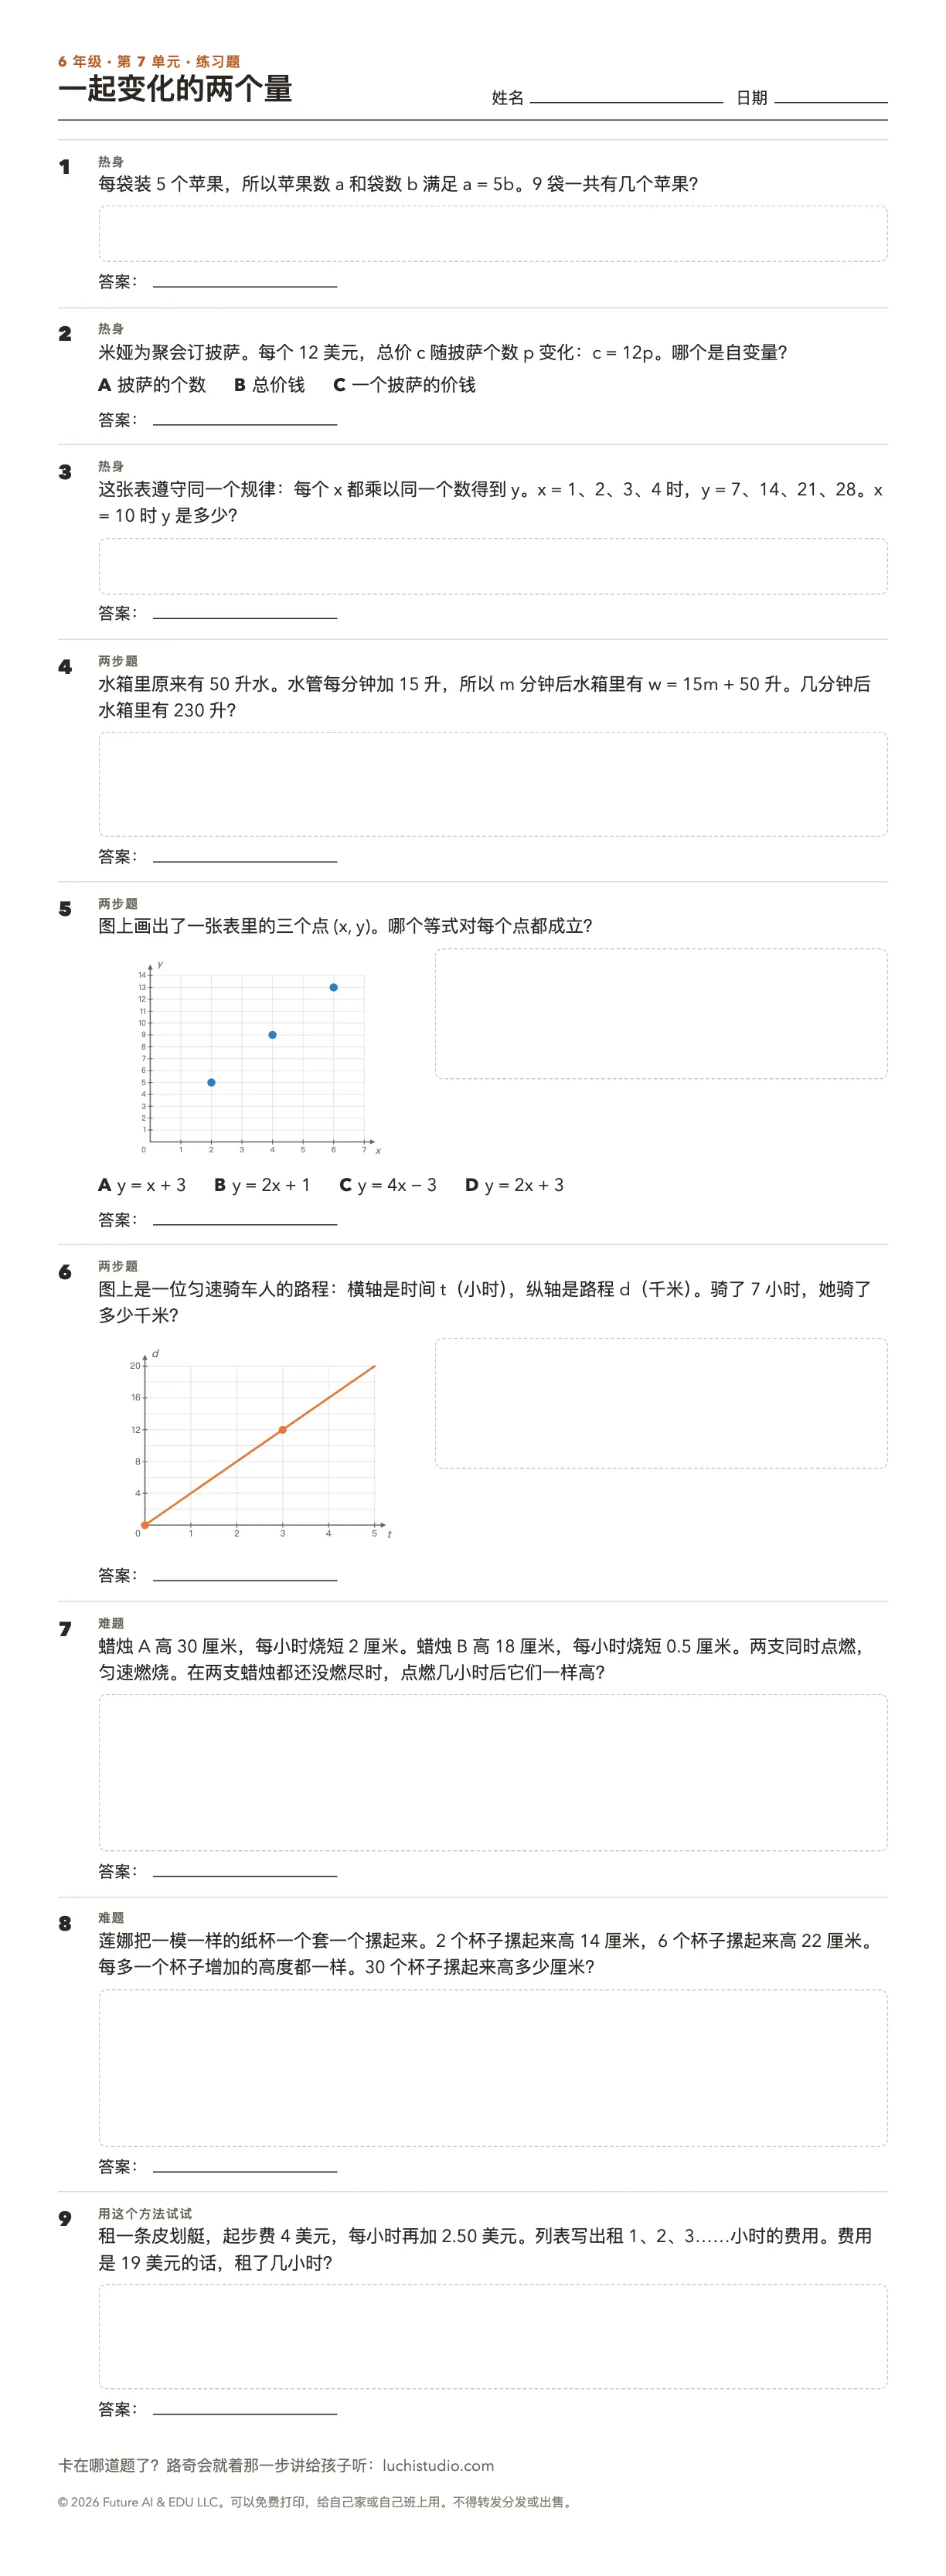 6 年级 · 第 7 单元 · 练习题
一起变化的两个量
姓名 日期
1
热身
每袋装 5 个苹果，所以苹果数 a 和袋数 b 满足 a = 5b。9 袋一共有几个苹果？
答案：
2
热身
米娅为聚会订披萨。每个 12 美元，总价 c 随披萨个数 p 变化：c = 12p。哪个是自变量？
A 披萨的个数 B 总价钱 C 一个披萨的价钱
答案：
3
热身
这张表遵守同一个规律：每个 x 都乘以同一个数得到 y。x = 1、2、3、4 时，y = 7、14、21、28。x
= 10 时 y 是多少？
答案：
4
两步题
水箱里原来有 50 升水。水管每分钟加 15 升，所以 m 分钟后水箱里有 w = 15m + 50 升。几分钟后
水箱里有 230 升？
答案：
5
两步题
图上画出了一张表里的三个点 (x, y)。哪个等式对每个点都成立？
y
14
13
12
11
10
9
8
7
6
5
4
3
2
1
0 1 2 3 4 5 6 7 x
A y = x + 3 B y = 2x + 1 C y = 4x − 3 D y = 2x + 3
答案：
6
两步题
图上是一位匀速骑车人的路程：横轴是时间 t（小时），纵轴是路程 d（千米）。骑了 7 小时，她骑了
多少千米？
d
20
16
12
8
4
0 1 2 3 4 5 t
答案：
7
难题
蜡烛 A 高 30 厘米，每小时烧短 2 厘米。蜡烛 B 高 18 厘米，每小时烧短 0.5 厘米。两支同时点燃，
匀速燃烧。在两支蜡烛都还没燃尽时，点燃几小时后它们一样高？
答案：
8
难题
莲娜把一模一样的纸杯一个套一个摞起来。2 个杯子摞起来高 14 厘米，6 个杯子摞起来高 22 厘米。
每多一个杯子增加的高度都一样。30 个杯子摞起来高多少厘米？
答案：
9
用这个方法试试
租一条皮划艇，起步费 4 美元，每小时再加 2.50 美元。列表写出租 1、2、3……小时的费用。费用
是 19 美元的话，租了几小时？
答案：
卡在哪道题了？路奇会就着那一步讲给孩子听：luchistudio.com
© 2026 Future AI & EDU LLC。可以免费打印，给自己家或自己班上用。不得转发分发或出售。